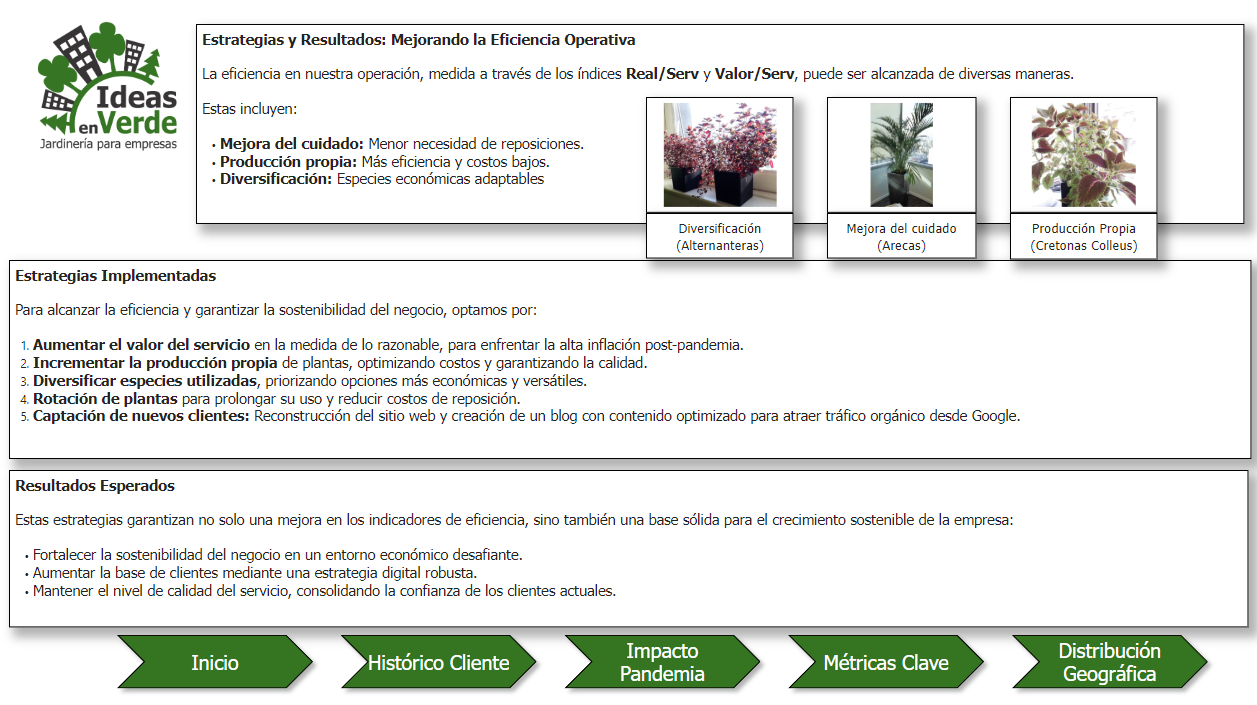 Ideas
en Verde
Jardinería para empresas
Estrategias y Resultados: Mejorando la Eficiencia Operativa
La eficiencia en nuestra operación, medida a través de los índices Real/Serv y Valor/Serv, puede ser alcanzada de diversas maneras.
Estas incluyen:
• Mejora del cuidado: Menor necesidad de reposiciones.
• Producción propia: Más eficiencia y costos bajos.
• Diversificación: Especies económicas adaptables
Diversificación
(Alternanteras)
Mejora del cuidado
(Arecas)
Producción Propia
(Cretonas Colleus)
Estrategias Implementadas
Para alcanzar la eficiencia y garantizar la sostenibilidad del negocio, optamos por:
1. Aumentar el valor del servicio en la medida de lo razonable, para enfrentar la alta inflación post-pandemia.
2. Incrementar la producción propia de plantas, optimizando costos y garantizando la calidad.
3. Diversificar especies utilizadas, priorizando opciones más económicas y versátiles.
4. Rotación de plantas para prolongar su uso y reducir costos de reposición.
5. Captación de nuevos clientes: Reconstrucción del sitio web y creación de un blog con contenido optimizado para atraer tráfico orgánico desde Google.
Resultados Esperados
Estas estrategias garantizan no solo una mejora en los indicadores de eficiencia, sino también una base sólida para el crecimiento sostenible de la empresa:
• Fortalecer la sostenibilidad del negocio en un entorno económico desafiante.
• Aumentar la base de clientes mediante una estrategia digital robusta.
• Mantener el nivel de calidad del servicio, consolidando la confianza de los clientes actuales.
Inicio
Histórico Cliente
Impacto
Pandemia
Métricas Clave
Distribución
Geográfica